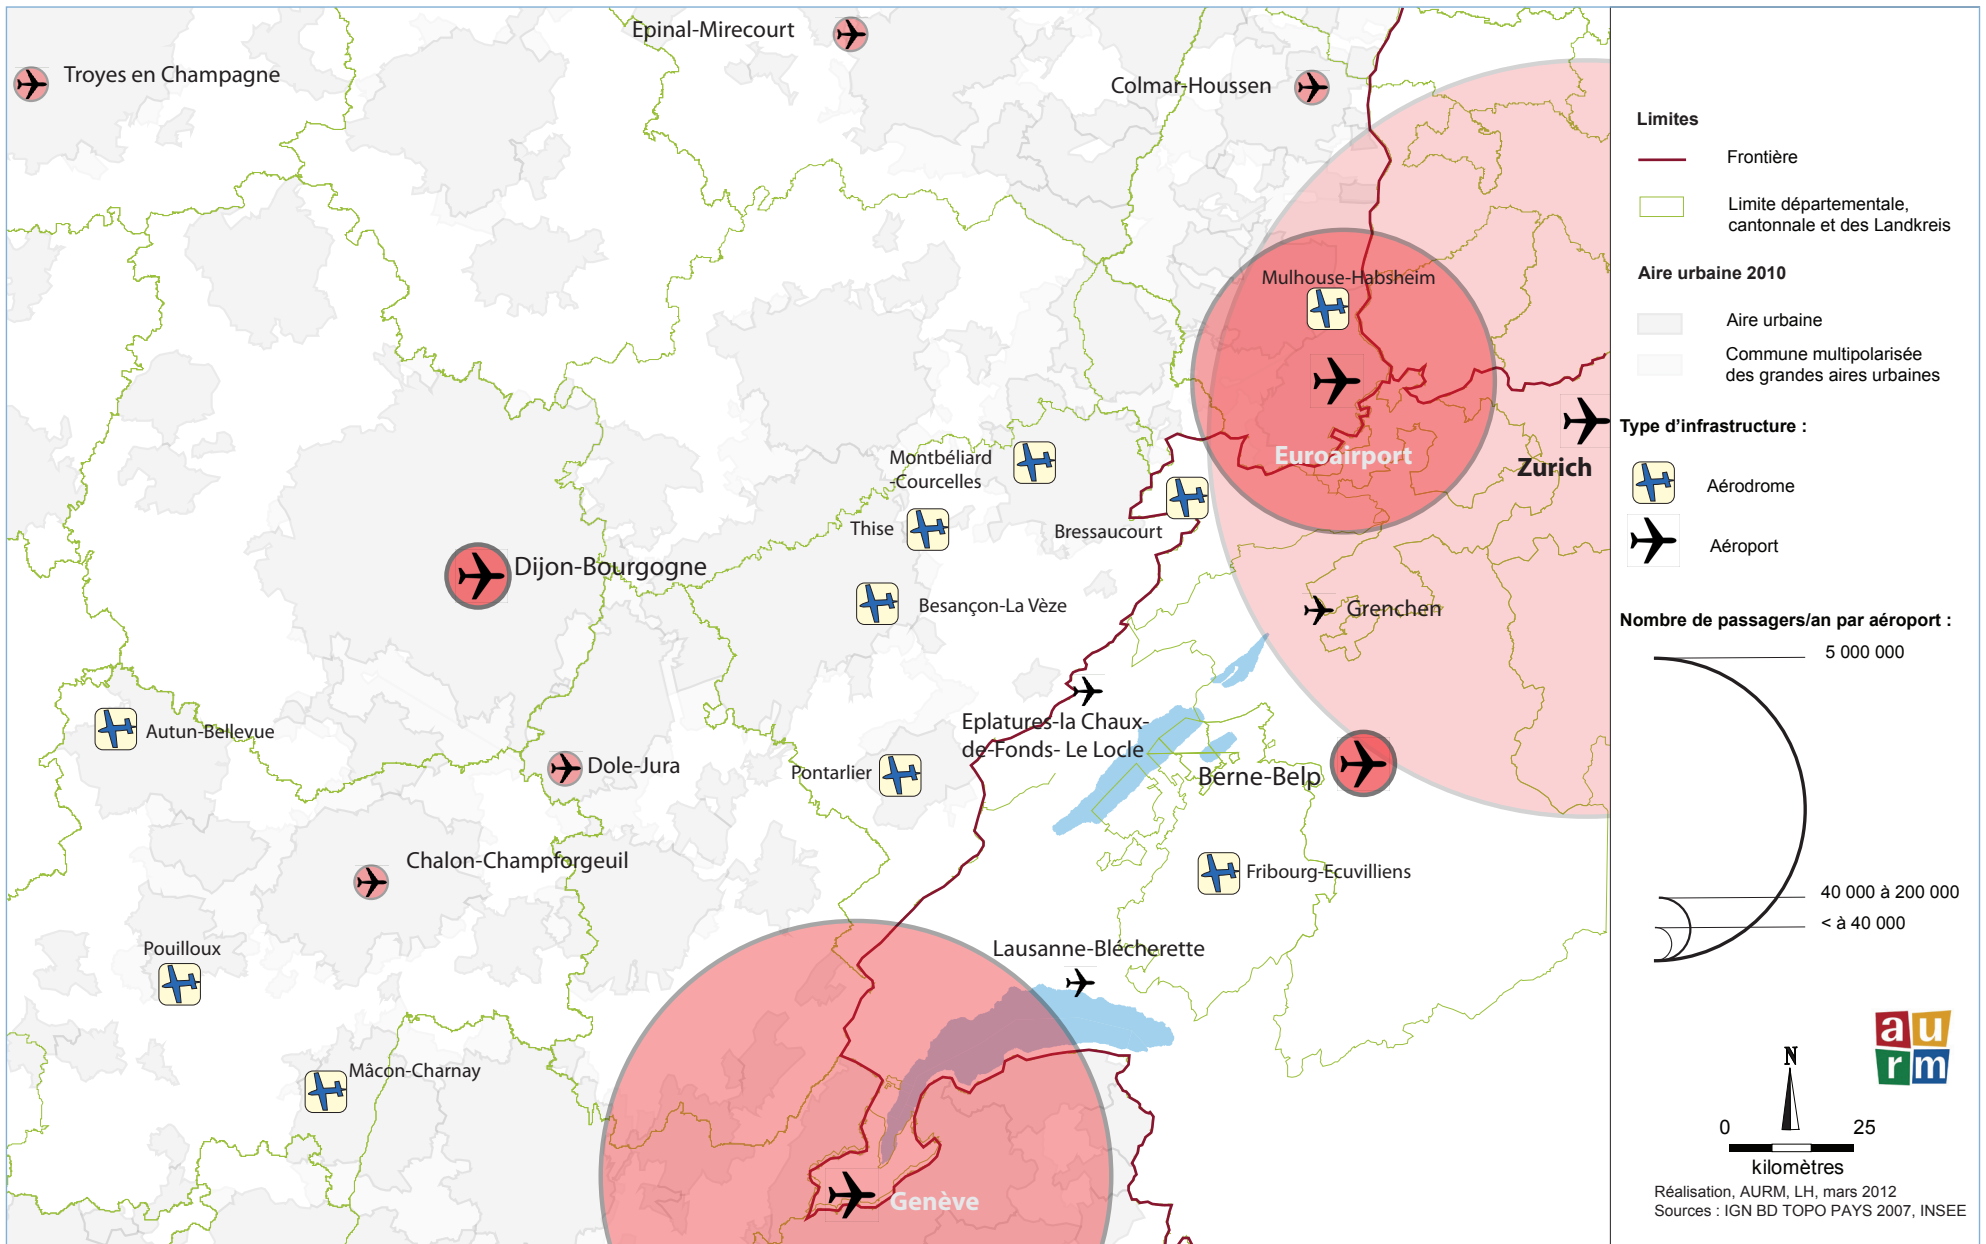 Epinal-Mirecourt
Troyes en Champagne
Colmar-Houssen
Mulhouse-Habsheim
Euroairport
Zurich
Montbéliard
-Courcelles
Thise
Bressaucourt
Dijon-Bourgogne
Besançon-La Vèze
Grenchen
Autun-Bellevue
Eplatures-la Chaux-
de-Fonds- Le Locle
Dole-Jura
Pontarlier
Berne-Belp
Chalon-Champforgeuil
Fribourg-Ecuvilliens
Pouilloux
Lausanne-Blécherette
Mâcon-Charnay
Genève
Limites
Frontière
Limite départementale,
cantonnale et des Landkreis
Aire urbaine 2010
Aire urbaine
Commune multipolarisée
des grandes aires urbaines
Type d'infrastructure :
Aérodrome
Aéroport
Nombre de passagers/an par aéroport :
5 000 000
40 000 à 200 000
< à 40 000
au
rm
N
0 25
kilomètres
Réalisation, AURM, LH, mars 2012
Sources : IGN BD TOPO PAYS 2007, INSEE